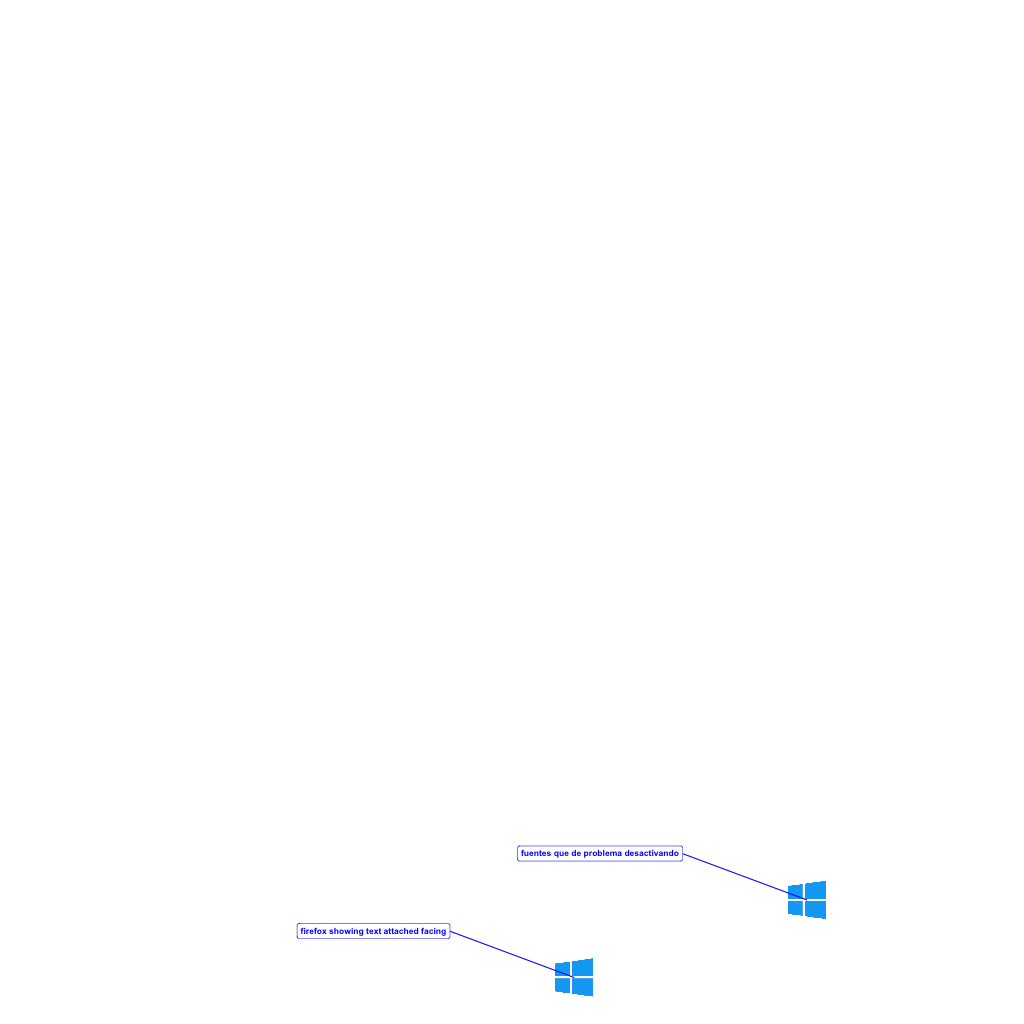 fuentes que de problema desactivando
firefox showing text attached facing